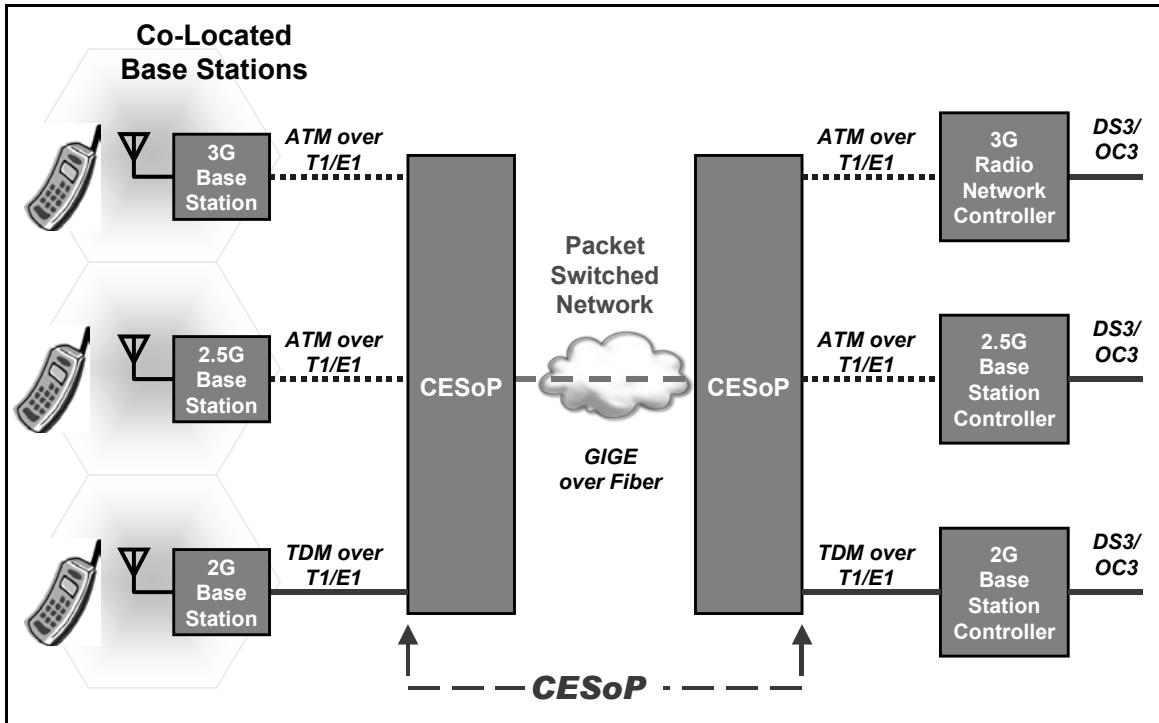 Co-Located
Base Stations
3G
Base
Station
ATM over
T1/E1
2.5G
Base
Station
ATM over
T1/E1
2G
Base
Station
TDM over
T1/E1
CESoP
Packet
Switched
Network
GIGE
over Fiber
CESoP
ATM over
T1/E1
3G
Radio
Network
Controller
DS3/
OC3
ATM over
T1/E1
2.5G
Base
Station
Controller
DS3/
OC3
TDM over
T1/E1
2G
Base
Station
Controller
DS3/
OC3
CESoP